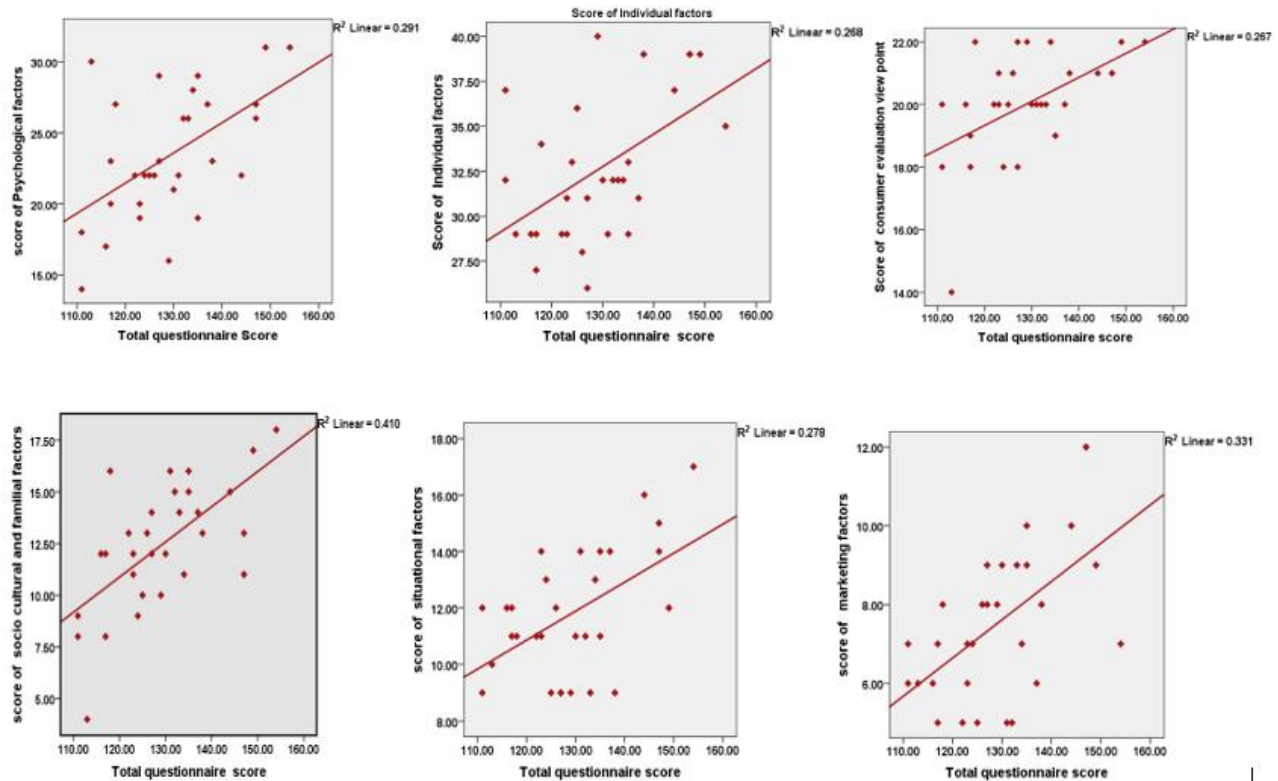 R² Linear = 0.291
score of Psychological factors
30.00
25.00
20.00
15.00
110.00 120.00 130.00 140.00 150.00 160.00
Total questionnaire Score
Score of Individual factors
R² Linear = 0.268
Score of Individual factors
40.00
37.50
35.00
32.50
30.00
27.50
110.00 120.00 130.00 140.00 150.00 160.00
Total questionnaire score
R² Linear = 0.267
Score of consumer evaluation view point
22.00
20.00
18.00
16.00
14.00
110.00 120.00 130.00 140.00 150.00 160.00
Total questionnaire score
R² Linear = 0.410
score of socio cultural and familial factors
17.50
15.00
12.50
10.00
7.50
5.00
110.00 120.00 130.00 140.00 150.00 160.00
Total questionnaire score
R² Linear = 0.278
score of situational factors
18.00
16.00
14.00
12.00
10.00
8.00
110.00 120.00 130.00 140.00 150.00 160.00
Total questionnaire score
R² Linear = 0.331
score of marketing factors
12.00
10.00
8.00
6.00
110.00 120.00 130.00 140.00 150.00 160.00
Total questionnaire score